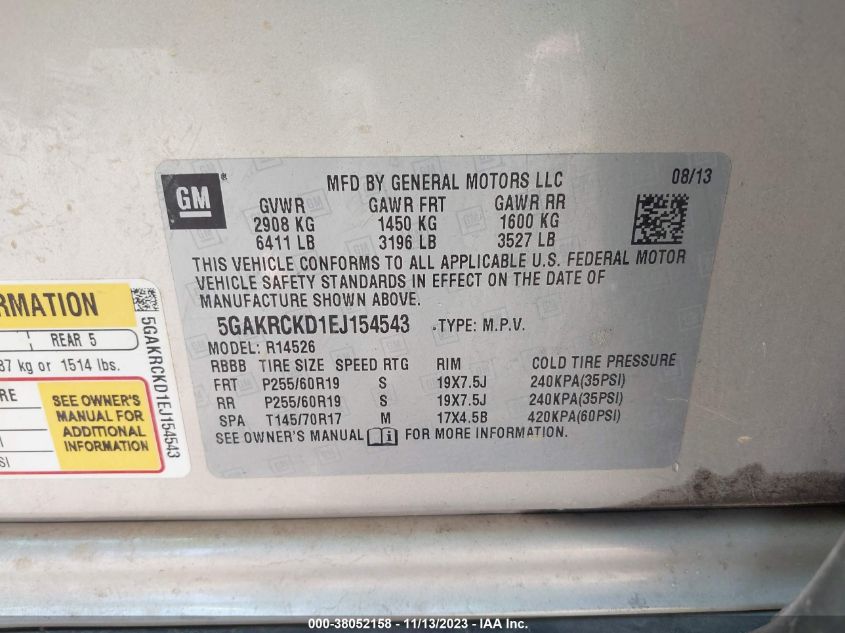 GM
®
MFD BY GENERAL MOTORS LLC
08/13
GVWR GAWR FRT GAWR RR
2908 KG 1450 KG 1600 KG
6411 LB 3196 LB 3527 LB
THIS VEHICLE CONFORMS TO ALL APPLICABLE U.S. FEDERAL MOTOR
VEHICLE SAFETY STANDARDS IN EFFECT ON THE DATE OF
MANUFACTURE SHOWN ABOVE.
5GAKRCKD1EJ154543 TYPE: M.P.V.
MODEL: R14526
RBBB TIRE SIZE SPEED RTG RIM COLD TIRE PRESSURE
FRT P255/60R19 S 19X7.5J 240KPA(35PSI)
RR P255/60R19 S 19X7.5J 240KPA(35PSI)
SPA T145/70R17 M 17X4.5B 420KPA(60PSI)
SEE OWNER'S MANUAL FOR MORE INFORMATION.
RMATION
REAR 5
87 kg or 1514 lbs.
RE
SI
SEE OWNER'S
MANUAL FOR
ADDITIONAL
INFORMATION
5GAKRCKD1EJ154543
000-38052158 - 11/13/2023 - IAA Inc.